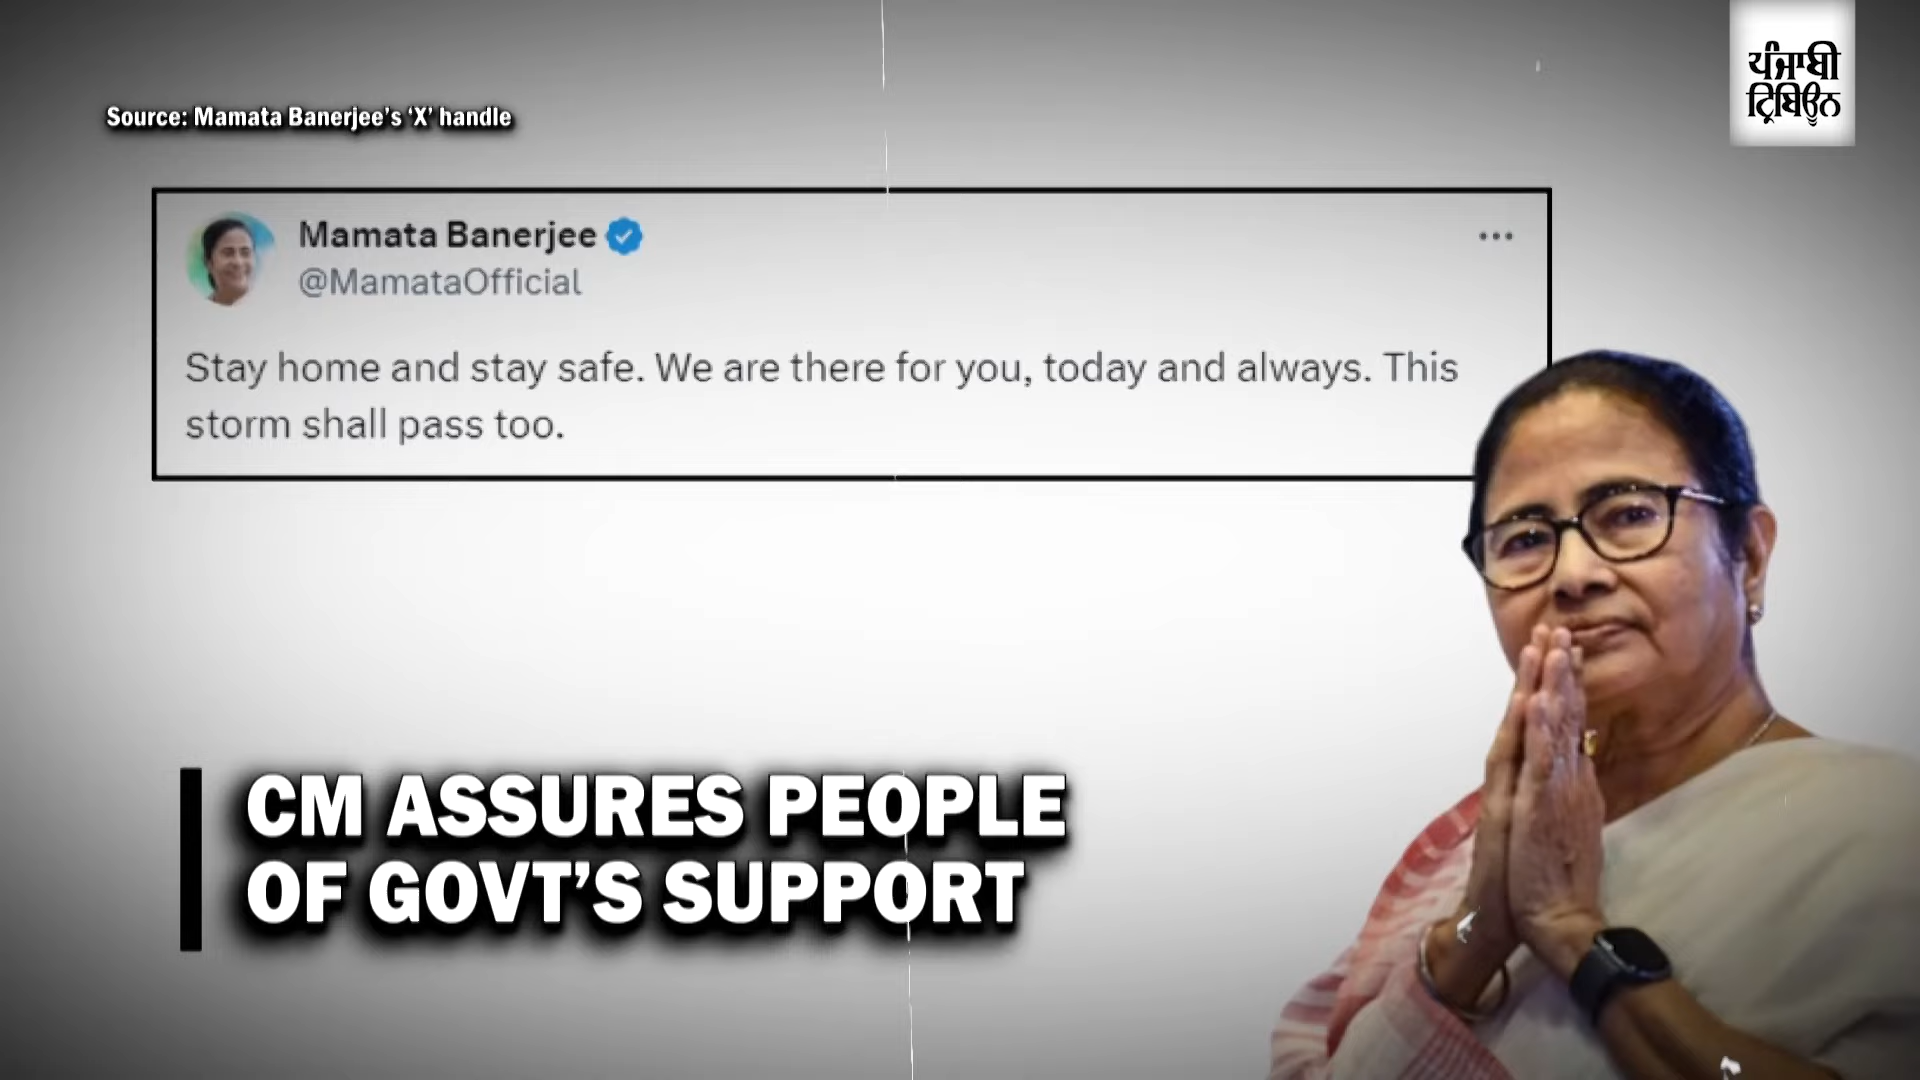 Source: Mamata Banerjee's 'X' handle
ਪੰਜਾਬੀ
ਟ੍ਰਿਬਿਊਨ
Mamata Banerjee
@MamataOfficial
Stay home and stay safe. We are there for you, today and always. This
storm shall pass too.
CM ASSURES PEOPLE
OF GOVT'S SUPPORT